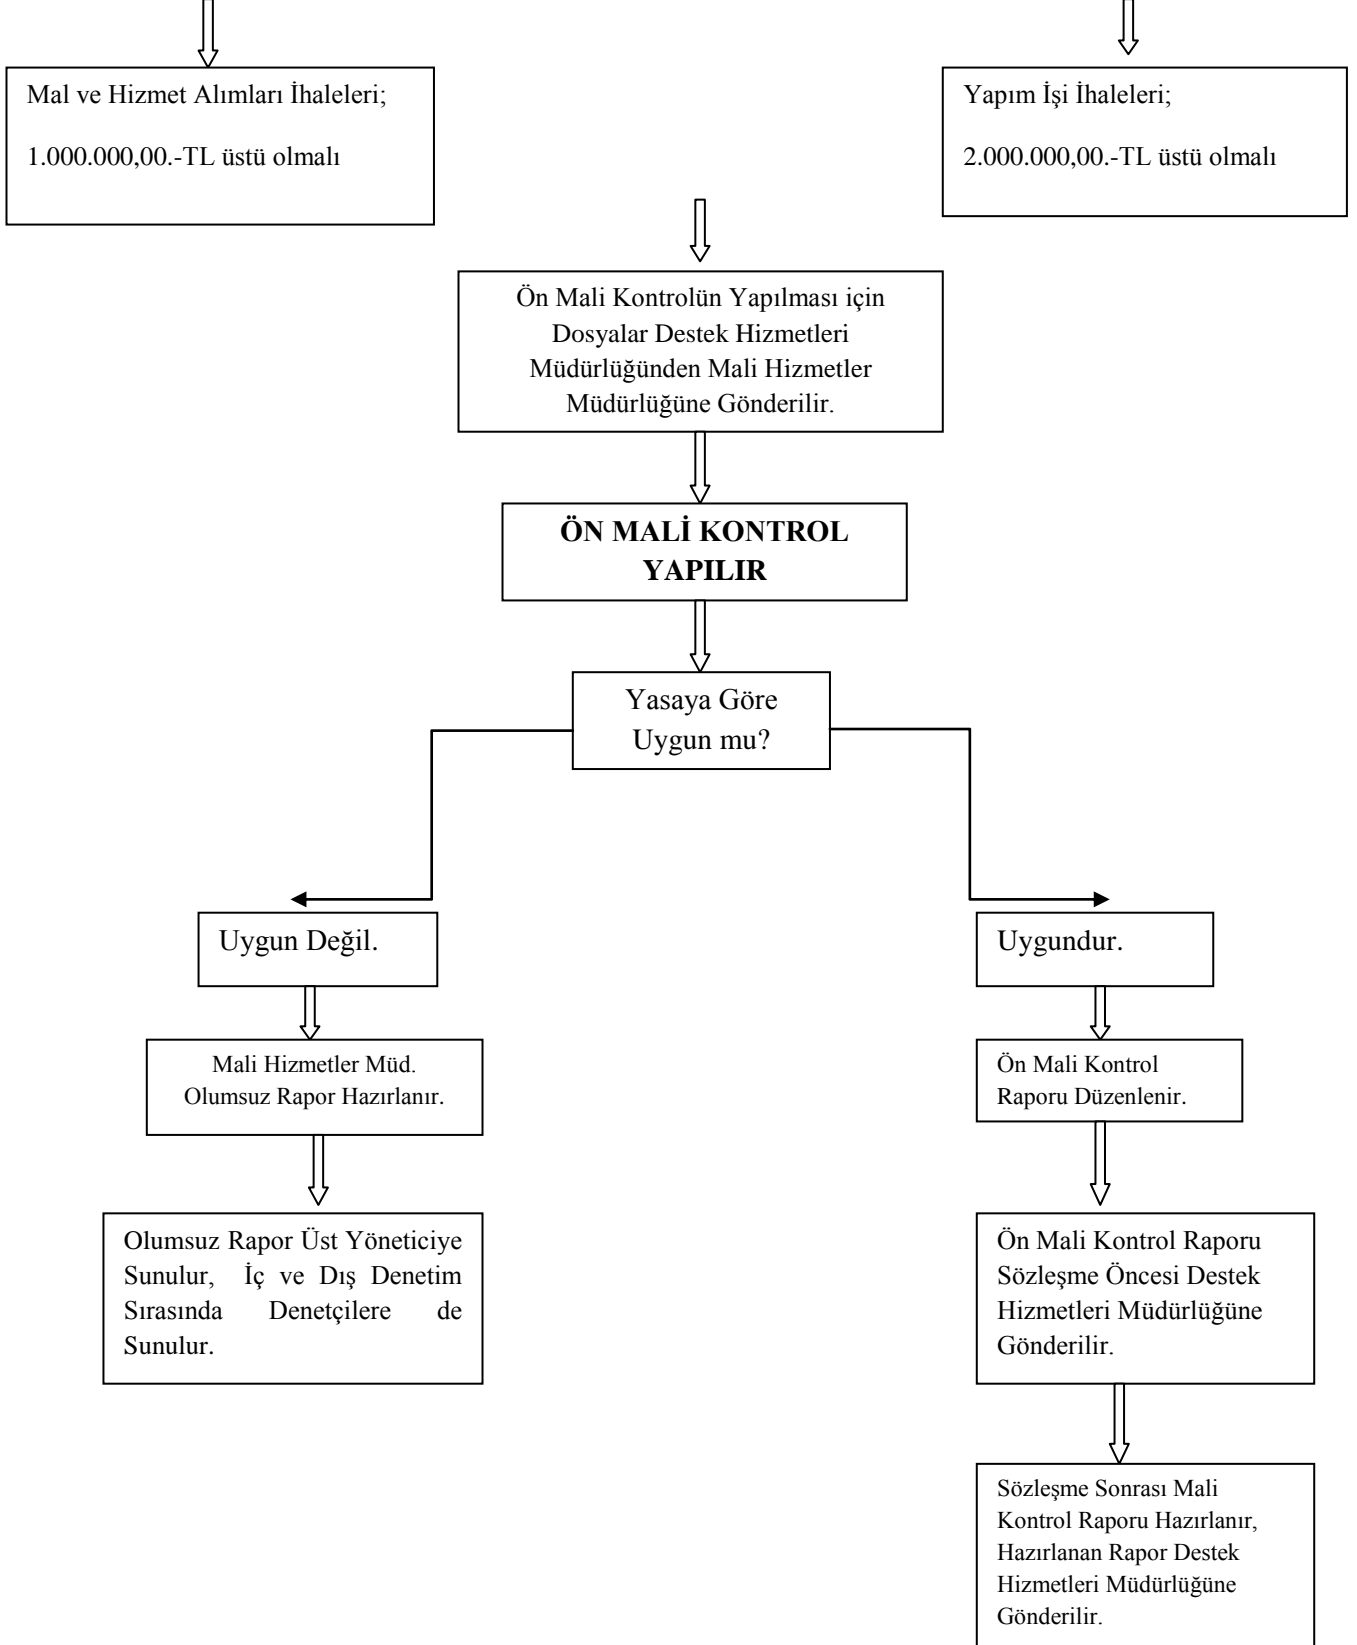 Mal ve Hizmet Alımları İhaleleri;
1.000.000,00.-TL üstü olmalı
Yapım İşi İhaleleri;
2.000.000,00.-TL üstü olmalı
Ön Mali Kontrolün Yapılması için
Dosyalar Destek Hizmetleri
Müdürlüğünden Mali Hizmetler
Müdürlüğüne Gönderilir.
ÖN MALİ KONTROL
YAPILIR
Yasaya Göre
Uygun mu?
Uygun Değil.
Mali Hizmetler Müd.
Olumsuz Rapor Hazırlanır.
Olumsuz Rapor Üst Yöneticiye
Sunulur, İç ve Dış Denetim
Sırasında Denetçilere de
Sunulur.
Uygundur.
Ön Mali Kontrol
Raporu Düzenlenir.
Ön Mali Kontrol Raporu
Sözleşme Öncesi Destek
Hizmetleri Müdürlüğüne
Gönderilir.
Sözleşme Sonrası Mali
Kontrol Raporu Hazırlanır,
Hazırlanan Rapor Destek
Hizmetleri Müdürlüğüne
Gönderilir.